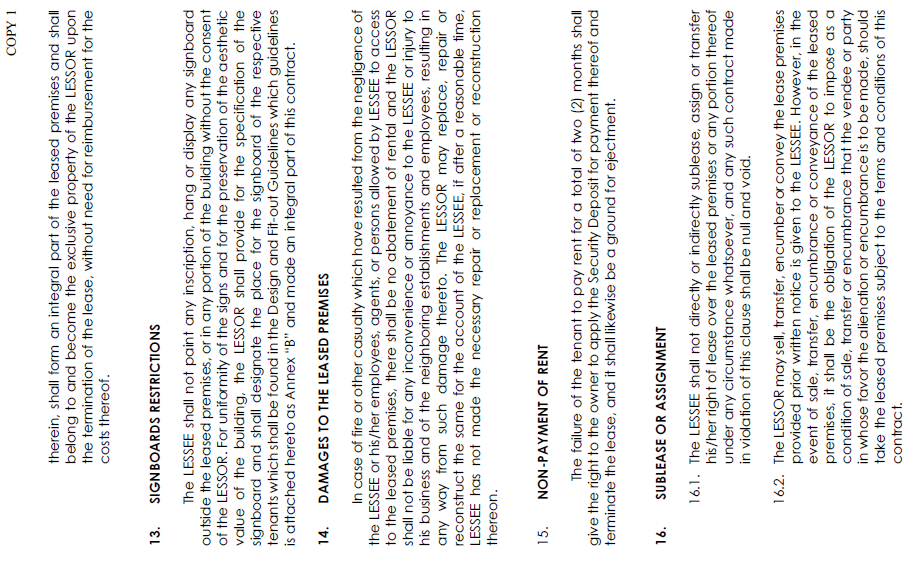 COPY 1
therein, shall form an integral part of the leased premises and shall
belong to and become the exclusive property of the LESSOR upon
the termination of the lease, without need for reimbursement for the
costs thereof.
13. SIGNBOARDS RESTRICTIONS
The LESSEE shall not paint any inscription, hang or display any signboard
outside the leased premises, or in any portion of the building without the consent
of the LESSOR. For uniformity of the signs and for the preservation of the aesthetic
value of the building, the LESSOR shall provide for the specification of the
signboard and shall designate the place for the signboard of the respective
tenants which shall be found in the Design and Fit-out Guidelines which guidelines
is attached hereto as Annex "B" and made an integral part of this contract.
14. DAMAGES TO THE LEASED PREMISES
In case of fire or other casualty which have resulted from the negligence of
the LESSEE or his/her employees, agents, or persons allowed by LESSEE to access
to the leased premises, there shall be no abatement of rental and the LESSOR
shall not be liable for any inconvenience or annoyance to the LESSEE or injury to
his business and of the neighboring establishments and employees, resulting in
any way from such damage thereto. The LESSOR may replace, repair or
reconstruct the same for the account of the LESSEE, if after a reasonable time,
LESSEE has not made the necessary repair or replacement or reconstruction
thereon.
15. NON-PAYMENT OF RENT
The failure of the tenant to pay rent for a total of two (2) months shall
give the right to the owner to apply the Security Deposit for payment thereof and
terminate the lease, and it shall likewise be a ground for ejectment.
16. SUBLEASE OR ASSIGNMENT
16.1. The LESSEE shall not directly or indirectly sublease, assign or transfer
his/her right of lease over the leased premises or any portion thereof
under any circumstance whatsoever, and any such contract made
in violation of this clause shall be null and void.
16.2. The LESSOR may sell, transfer, encumber or convey the lease premises
provided prior written notice is given to the LESSEE. However, in the
event of sale, transfer, encumbrance or conveyance of the leased
premises, it shall be the obligation of the LESSOR to impose as a
condition of sale, transfer or encumbrance that the vendee or party
in whose favor the alienation or encumbrance is to be made, should
take the leased premises subject to the terms and conditions of this
contract.